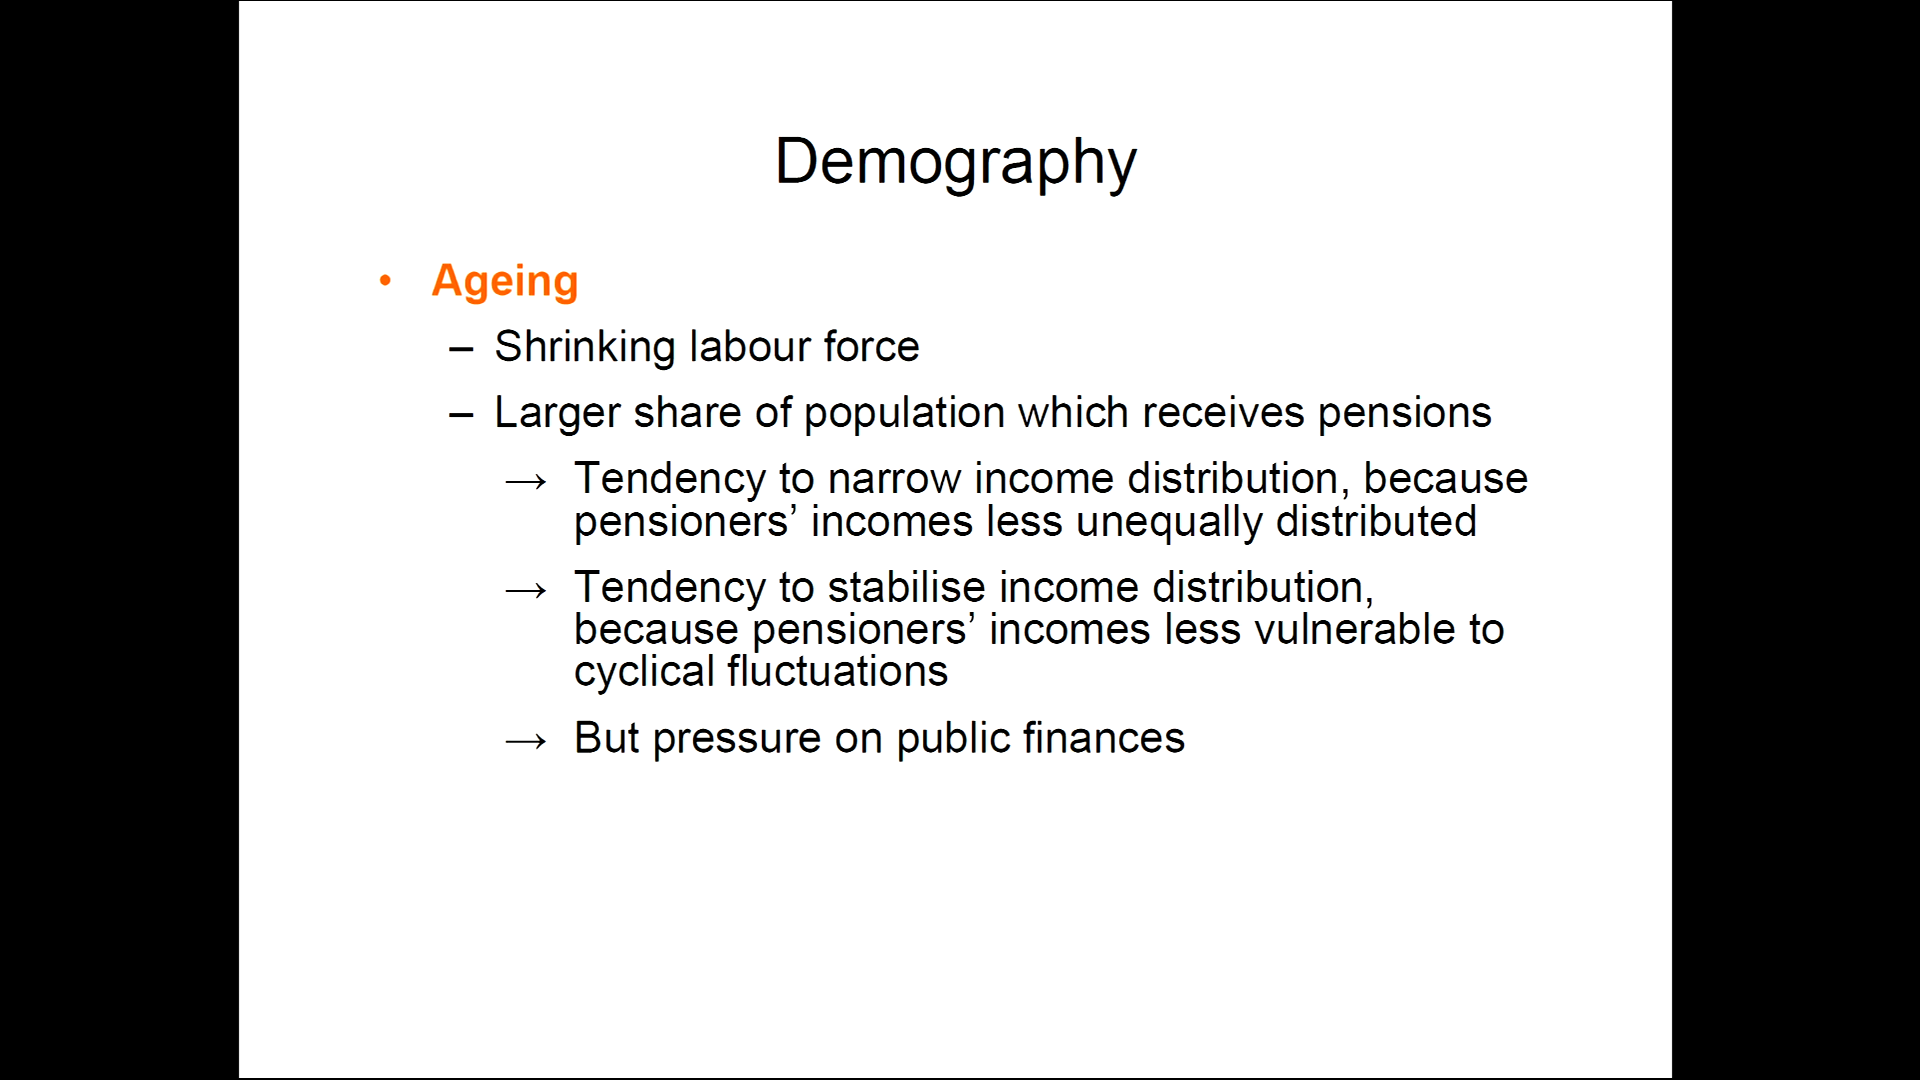 Demography
• Ageing
– Shrinking labour force
– Larger share of population which receives pensions
→ Tendency to narrow income distribution, because
pensioners’ incomes less unequally distributed
→ Tendency to stabilise income distribution,
because pensioners’ incomes less vulnerable to
cyclical fluctuations
→ But pressure on public finances